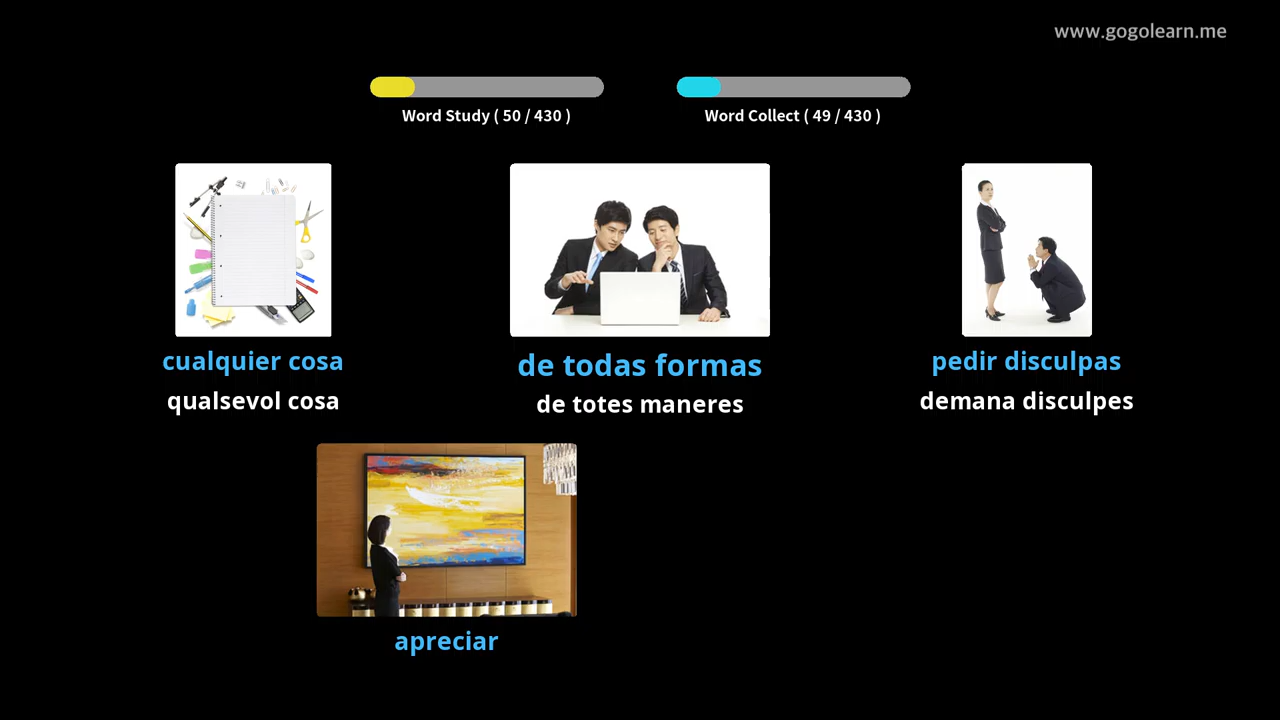 www.gogolearn.me
Word Study ( 50 / 430 )
Word Collect ( 49 / 430 )
cualquier cosa
qualsevol cosa
de todas formas
de totes maneres
pedir disculpas
demana disculpes
apreciar